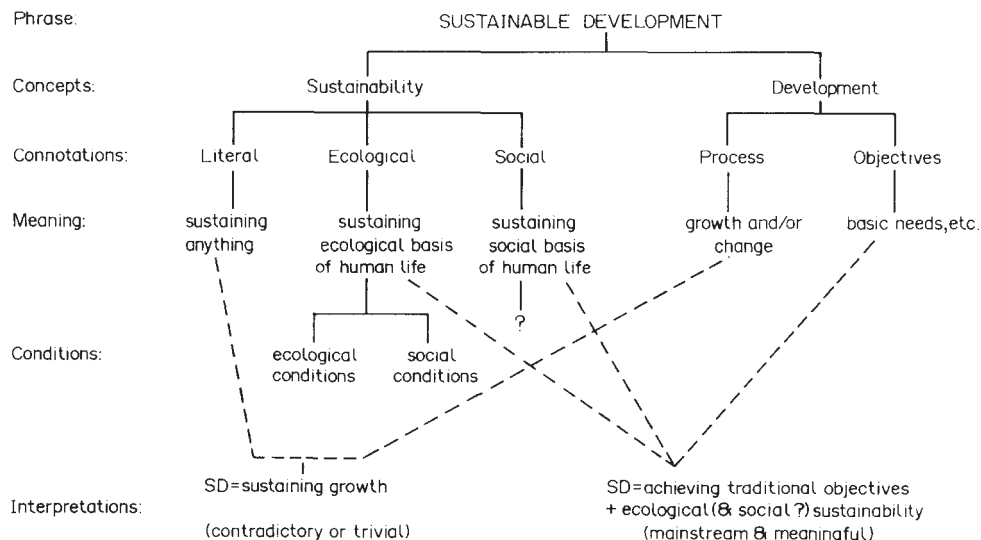 Phrase: SUSTAINABLE DEVELOPMENT
Concepts: Sustainability Development
Connotations: Literal Ecological Social Process Objectives
Meaning: sustaining sustaining sustaining growth and/or basic needs, etc.
anything ecological basis social basis change
of human life of human life
?
Conditions: ecological social
conditions conditions
SD=sustaining growth SD=achieving traditional objectives
Interpretations: + ecological (& social ?) sustainability
(contradictory or trivial) (mainstream & meaningful)